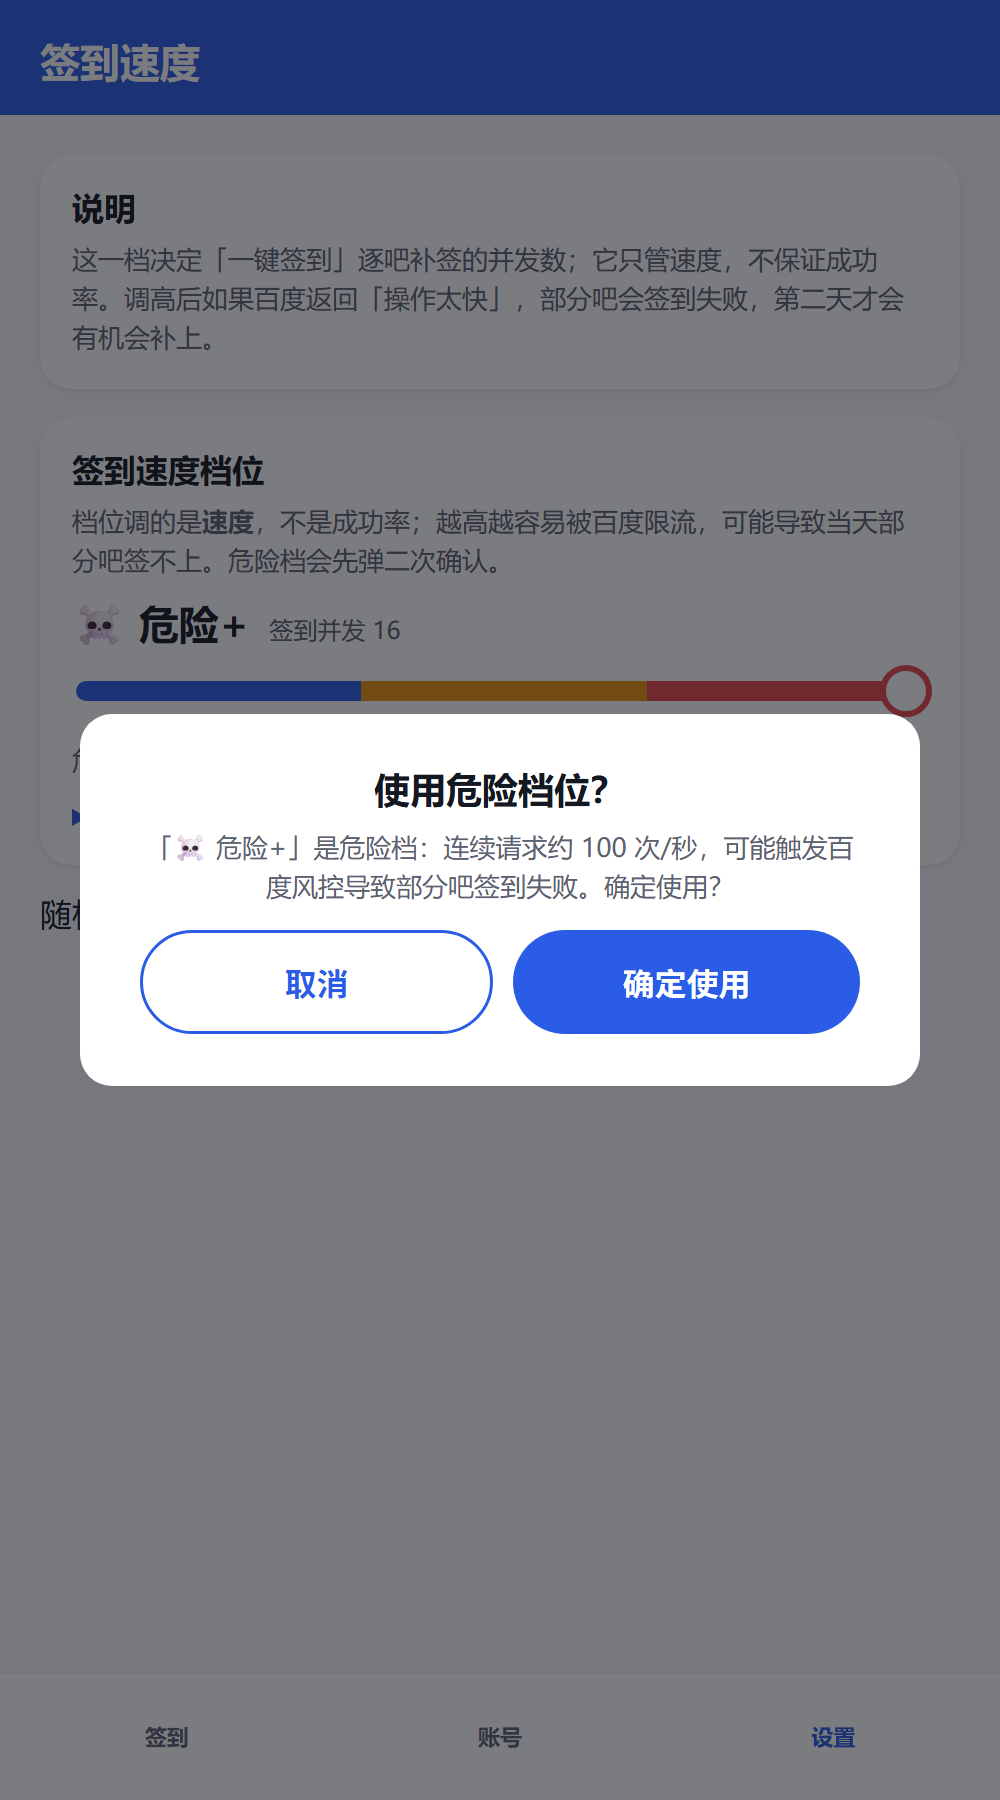 签到速度
说明
这一档决定「一键签到」逐吧补签的并发数；它只管速度，不保证成功
率。调高后如果百度返回「操作太快」，部分吧会签到失败，第二天才会
有机会补上。
签到速度档位
档位调的是速度，不是成功率；越高越容易被百度限流，可能导致当天部
分吧签不上。危险档会先弹二次确认。
☠️ 危险+ 签到并发 16
使用危险档位？
「☠️ 危险+」是危险档：连续请求约 100 次/秒，可能触发百
度风控导致部分吧签到失败。确定使用？
取消 确定使用
随
签到 账号 设置